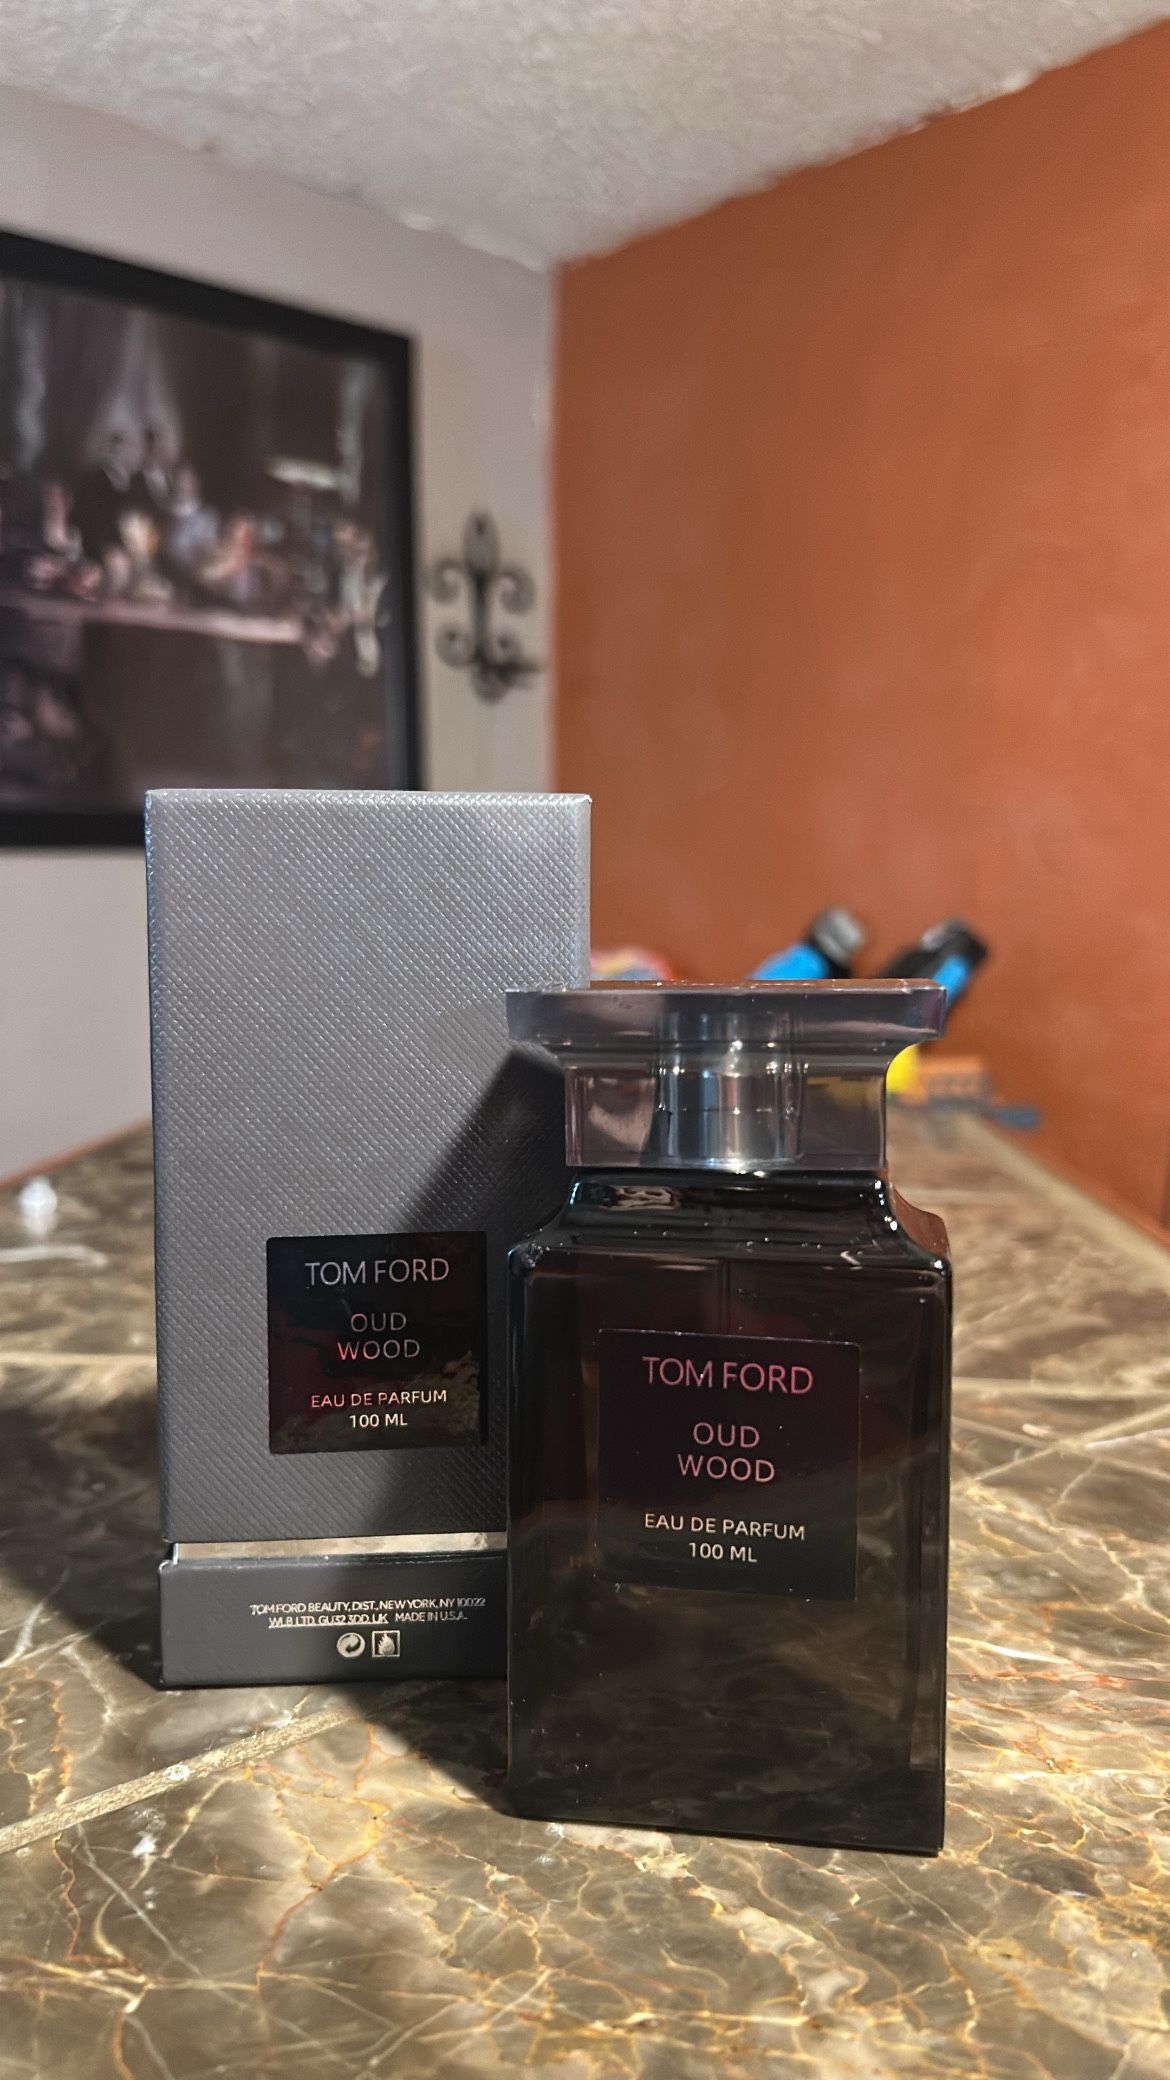 TOM FORD
OUD
WOOD
EAU DE PARFUM
100 ML
TOM FORD BEAUTY, DIST., NEW YORK, NY 10022
WLB LTD. GU32 3DD. UK MADE IN U.S.A.
TOM FORD
OUD
WOOD
EAU DE PARFUM
100 ML